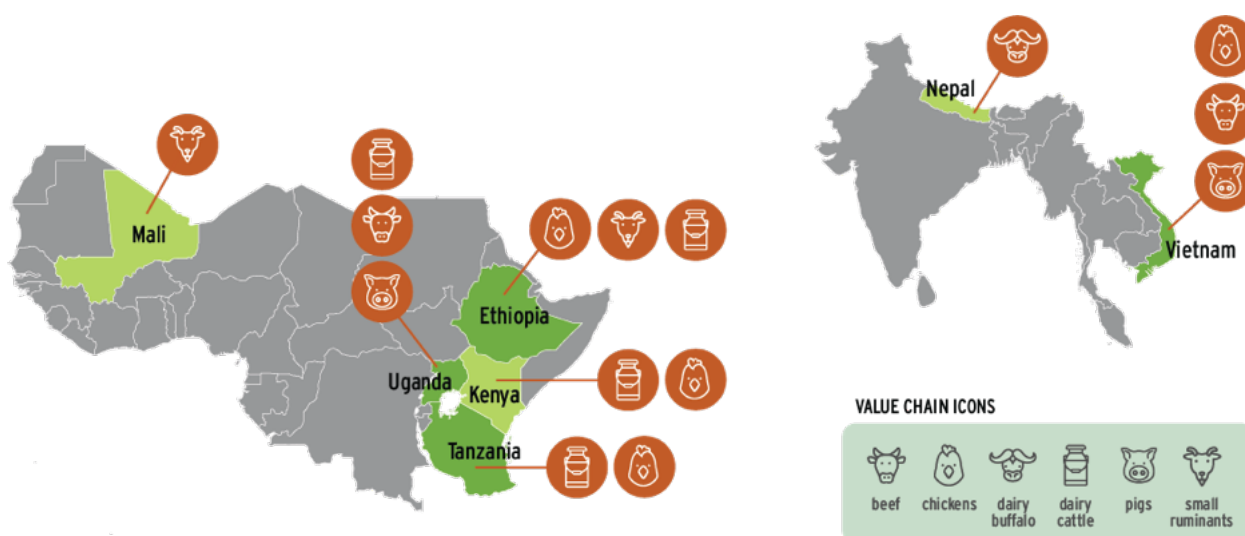 Nepal
Mali
Vietnam
Ethiopia
Uganda
Kenya
Tanzania
VALUE CHAIN ICONS
beef
chickens
dairy
buffalo
dairy
cattle
pigs
small
ruminants